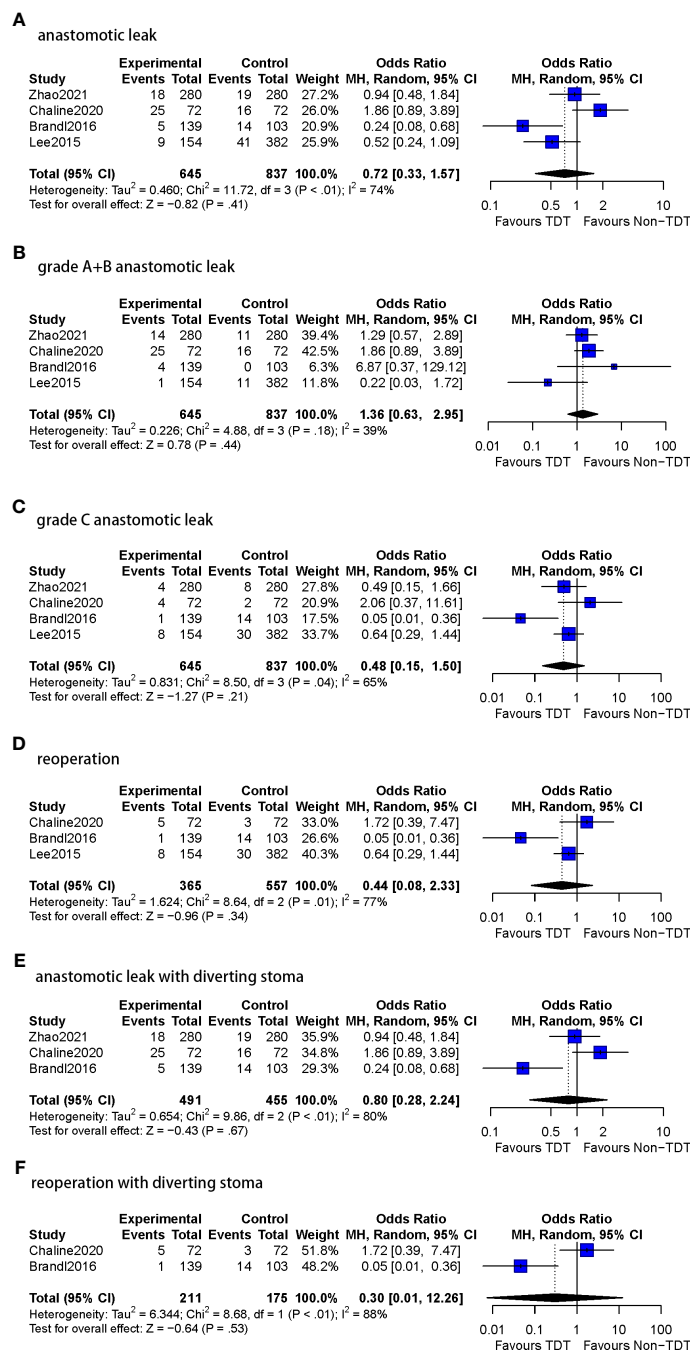 A
anastomotic leak
Experimental Control Odds Ratio Odds Ratio
Study Events Total Events Total Weight MH, Random, 95% CI MH, Random, 95% CI
Zhao2021 18 280 19 280 27.2% 0.94 [0.48, 1.84]
Chaline2020 25 72 16 72 26.0% 1.86 [0.89, 3.89]
Brandl2016 5 139 14 103 20.9% 0.24 [0.08, 0.68]
Lee2015 9 154 41 382 25.9% 0.52 [0.24, 1.09]
Total (95% CI) 645 837 100.0% 0.72 [0.33, 1.57]
Heterogeneity: Tau² = 0.460; Chi² = 11.72, df = 3 (P < .01); I² = 74%
Test for overall effect: Z = −0.82 (P = .41)
0.1 0.5 1 2 10
Favours TDT Favours Non−TDT
B
grade A+B anastomotic leak
Experimental Control Odds Ratio Odds Ratio
Study Events Total Events Total Weight MH, Random, 95% CI MH, Random, 95% CI
Zhao2021 14 280 11 280 39.4% 1.29 [0.57, 2.89]
Chaline2020 25 72 16 72 42.5% 1.86 [0.89, 3.89]
Brandl2016 4 139 0 103 6.3% 6.87 [0.37, 129.12]
Lee2015 1 154 11 382 11.8% 0.22 [0.03, 1.72]
Total (95% CI) 645 837 100.0% 1.36 [0.63, 2.95]
Heterogeneity: Tau² = 0.226; Chi² = 4.88, df = 3 (P = .18); I² = 39%
Test for overall effect: Z = 0.78 (P = .44)
0.01 0.1 1 10 100
Favours TDT Favours Non−TDT
C
grade C anastomotic leak
Experimental Control Odds Ratio Odds Ratio
Study Events Total Events Total Weight MH, Random, 95% CI MH, Random, 95% CI
Zhao2021 4 280 8 280 27.8% 0.49 [0.15, 1.66]
Chaline2020 4 72 2 72 20.9% 2.06 [0.37, 11.61]
Brandl2016 1 139 14 103 17.5% 0.05 [0.01, 0.36]
Lee2015 8 154 30 382 33.7% 0.64 [0.29, 1.44]
Total (95% CI) 645 837 100.0% 0.48 [0.15, 1.50]
Heterogeneity: Tau² = 0.831; Chi² = 8.50, df = 3 (P = .04); I² = 65%
Test for overall effect: Z = −1.27 (P = .21)
0.01 0.1 1 10 100
Favours TDT Favours Non−TDT
D
reoperation
Experimental Control Odds Ratio Odds Ratio
Study Events Total Events Total Weight MH, Random, 95% CI MH, Random, 95% CI
Chaline2020 5 72 3 72 33.0% 1.72 [0.39, 7.47]
Brandl2016 1 139 14 103 26.6% 0.05 [0.01, 0.36]
Lee2015 8 154 30 382 40.3% 0.64 [0.29, 1.44]
Total (95% CI) 365 557 100.0% 0.44 [0.08, 2.33]
Heterogeneity: Tau² = 1.624; Chi² = 8.64, df = 2 (P = .01); I² = 77%
Test for overall effect: Z = −0.96 (P = .34)
0.01 0.1 1 10 100
Favours TDT Favours Non−TDT
E
anastomotic leak with diverting stoma
Experimental Control Odds Ratio Odds Ratio
Study Events Total Events Total Weight MH, Random, 95% CI MH, Random, 95% CI
Zhao2021 18 280 19 280 35.9% 0.94 [0.48, 1.84]
Chaline2020 25 72 16 72 34.8% 1.86 [0.89, 3.89]
Brandl2016 5 139 14 103 29.3% 0.24 [0.08, 0.68]
Total (95% CI) 491 455 100.0% 0.80 [0.28, 2.24]
Heterogeneity: Tau² = 0.654; Chi² = 9.86, df = 2 (P < .01); I² = 80%
Test for overall effect: Z = −0.43 (P = .67)
0.1 0.5 1 2 10
Favours TDT Favours Non−TDT
F
reoperation with diverting stoma
Experimental Control Odds Ratio Odds Ratio
Study Events Total Events Total Weight MH, Random, 95% CI MH, Random, 95% CI
Chaline2020 5 72 3 72 51.8% 1.72 [0.39, 7.47]
Brandl2016 1 139 14 103 48.2% 0.05 [0.01, 0.36]
Total (95% CI) 211 175 100.0% 0.30 [0.01, 12.26]
Heterogeneity: Tau² = 6.344; Chi² = 8.68, df = 1 (P < .01); I² = 88%
Test for overall effect: Z = −0.64 (P = .53)
0.01 0.1 1 10 100
Favours TDT Favours Non−TDT